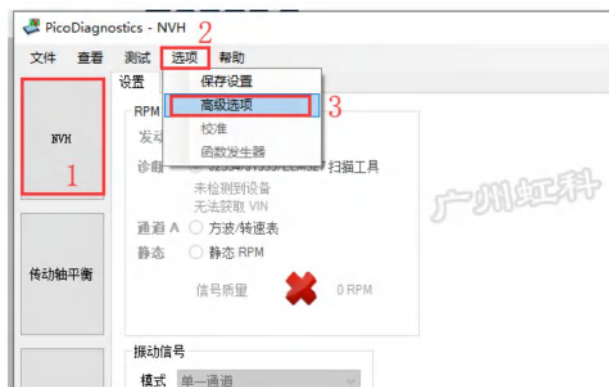 PicoDiagnostics - NVH
2
文件 查看 测试 选项 帮助
设置
保存设置
高级选项
3
校准
函数发生器
NVH
1
RPM
扫描工具
未检测到设备
无法获取 VIN
通道 A 方波/转速表
静态 静态 RPM
信号质量 0 RPM
广州虹科
传动轴平衡
振动信号
模式 单一通道